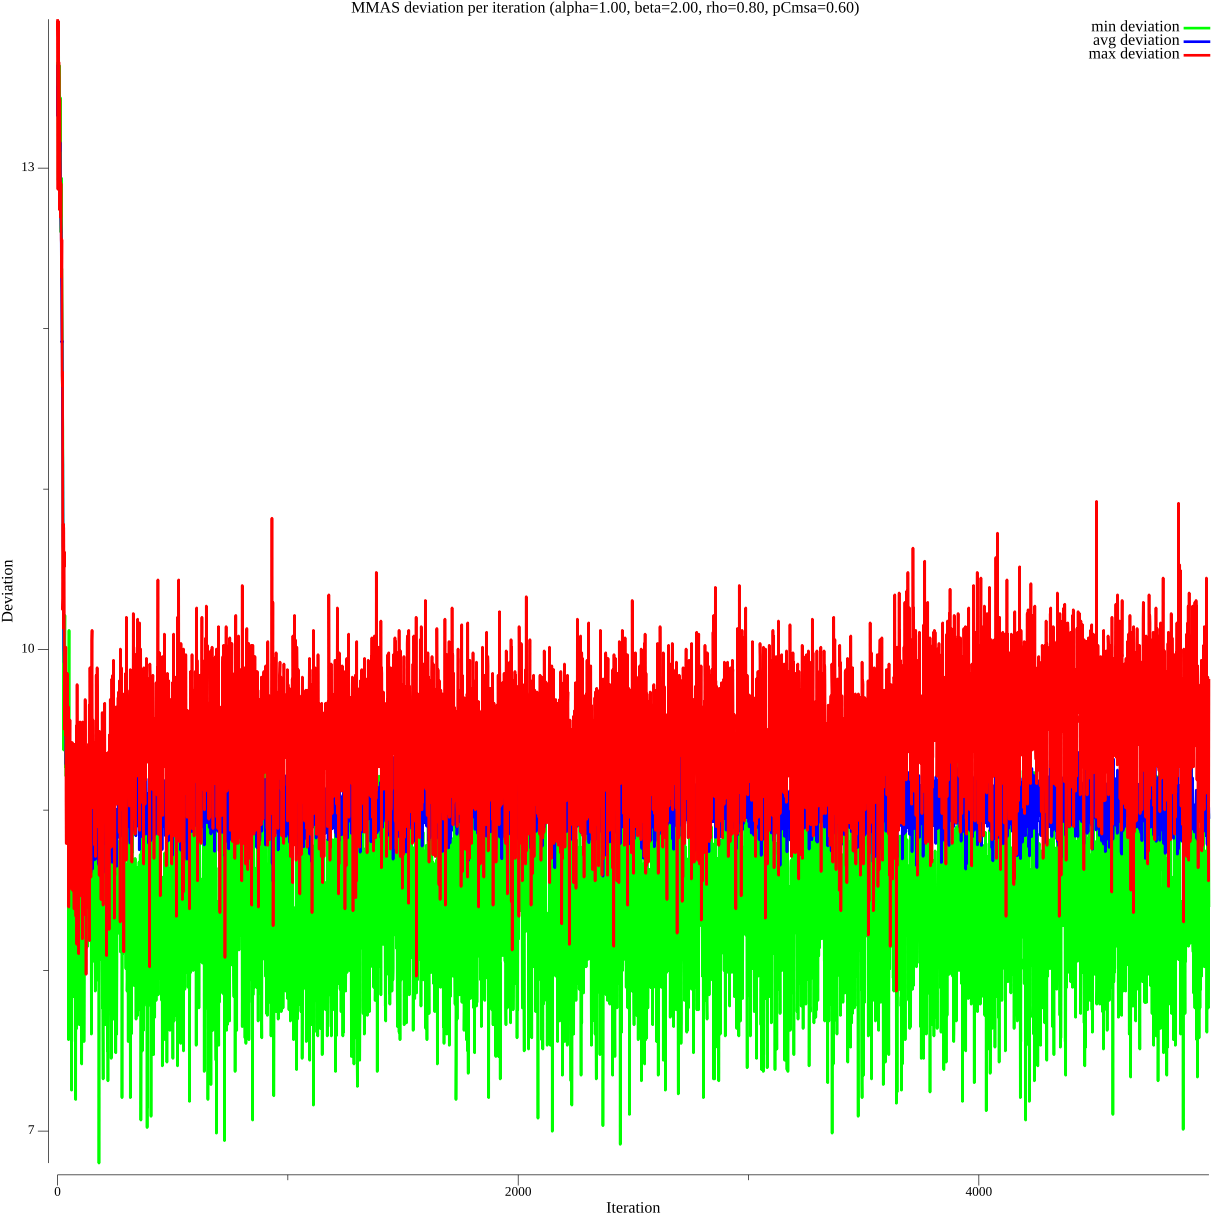 MMAS deviation per iteration (alpha=1.00, beta=2.00, rho=0.80, pCmsa=0.60)
min deviation
avg deviation
max deviation
13
10
7
Deviation
0
2000
4000
Iteration